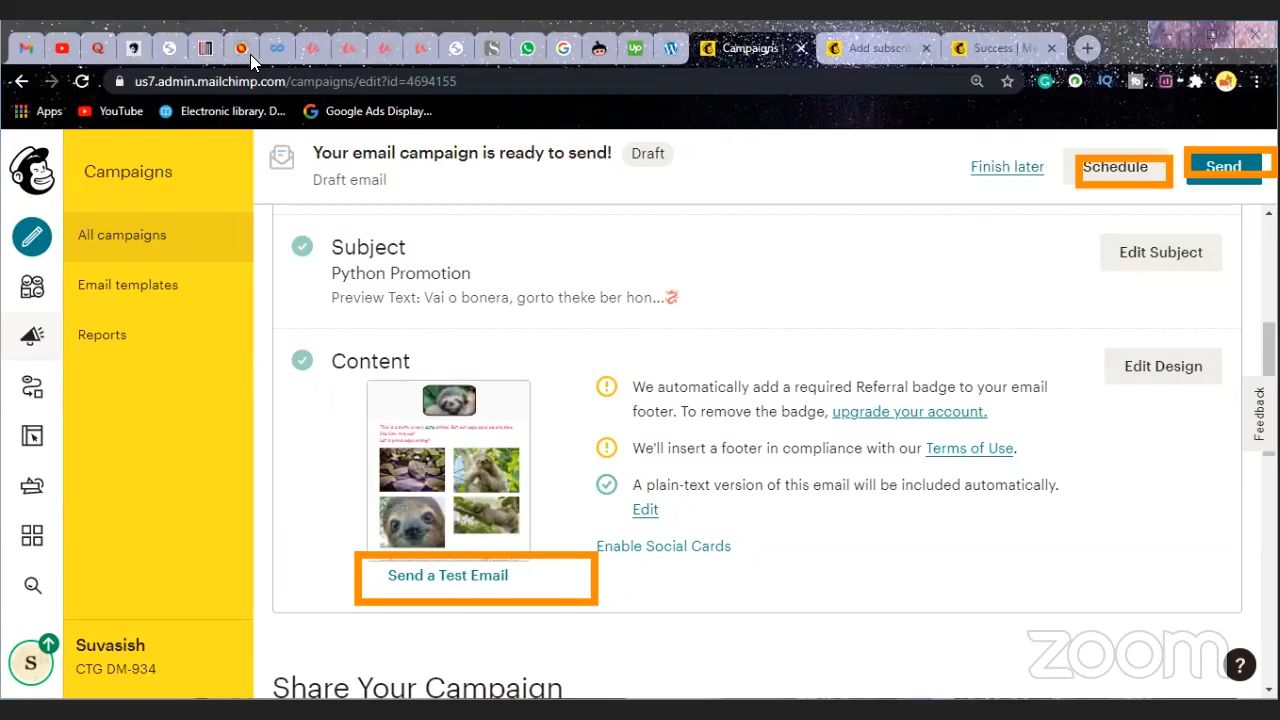 Campaigns
Add subscri
Success | M
us7.admin.mailchimp.com/campaigns/edit?id=4694155
Apps
YouTube
Electronic library. D...
Google Ads Display...
Campaigns
Your email campaign is ready to send!
Draft
Draft email
Finish later
Schedule
Send
All campaigns
Email templates
Reports
Subject
Python Promotion
Preview Text: Vai o bonera, gorto theke ber hon...
Edit Subject
Content
Edit Design
We automatically add a required Referral badge to your email
footer. To remove the badge, upgrade your account.
We'll insert a footer in compliance with our Terms of Use.
A plain-text version of this email will be included automatically.
Edit
Enable Social Cards
Send a Test Email
Feedback
Suvasish
CTG DM-934
S
Share Your Campaign
zoom
?